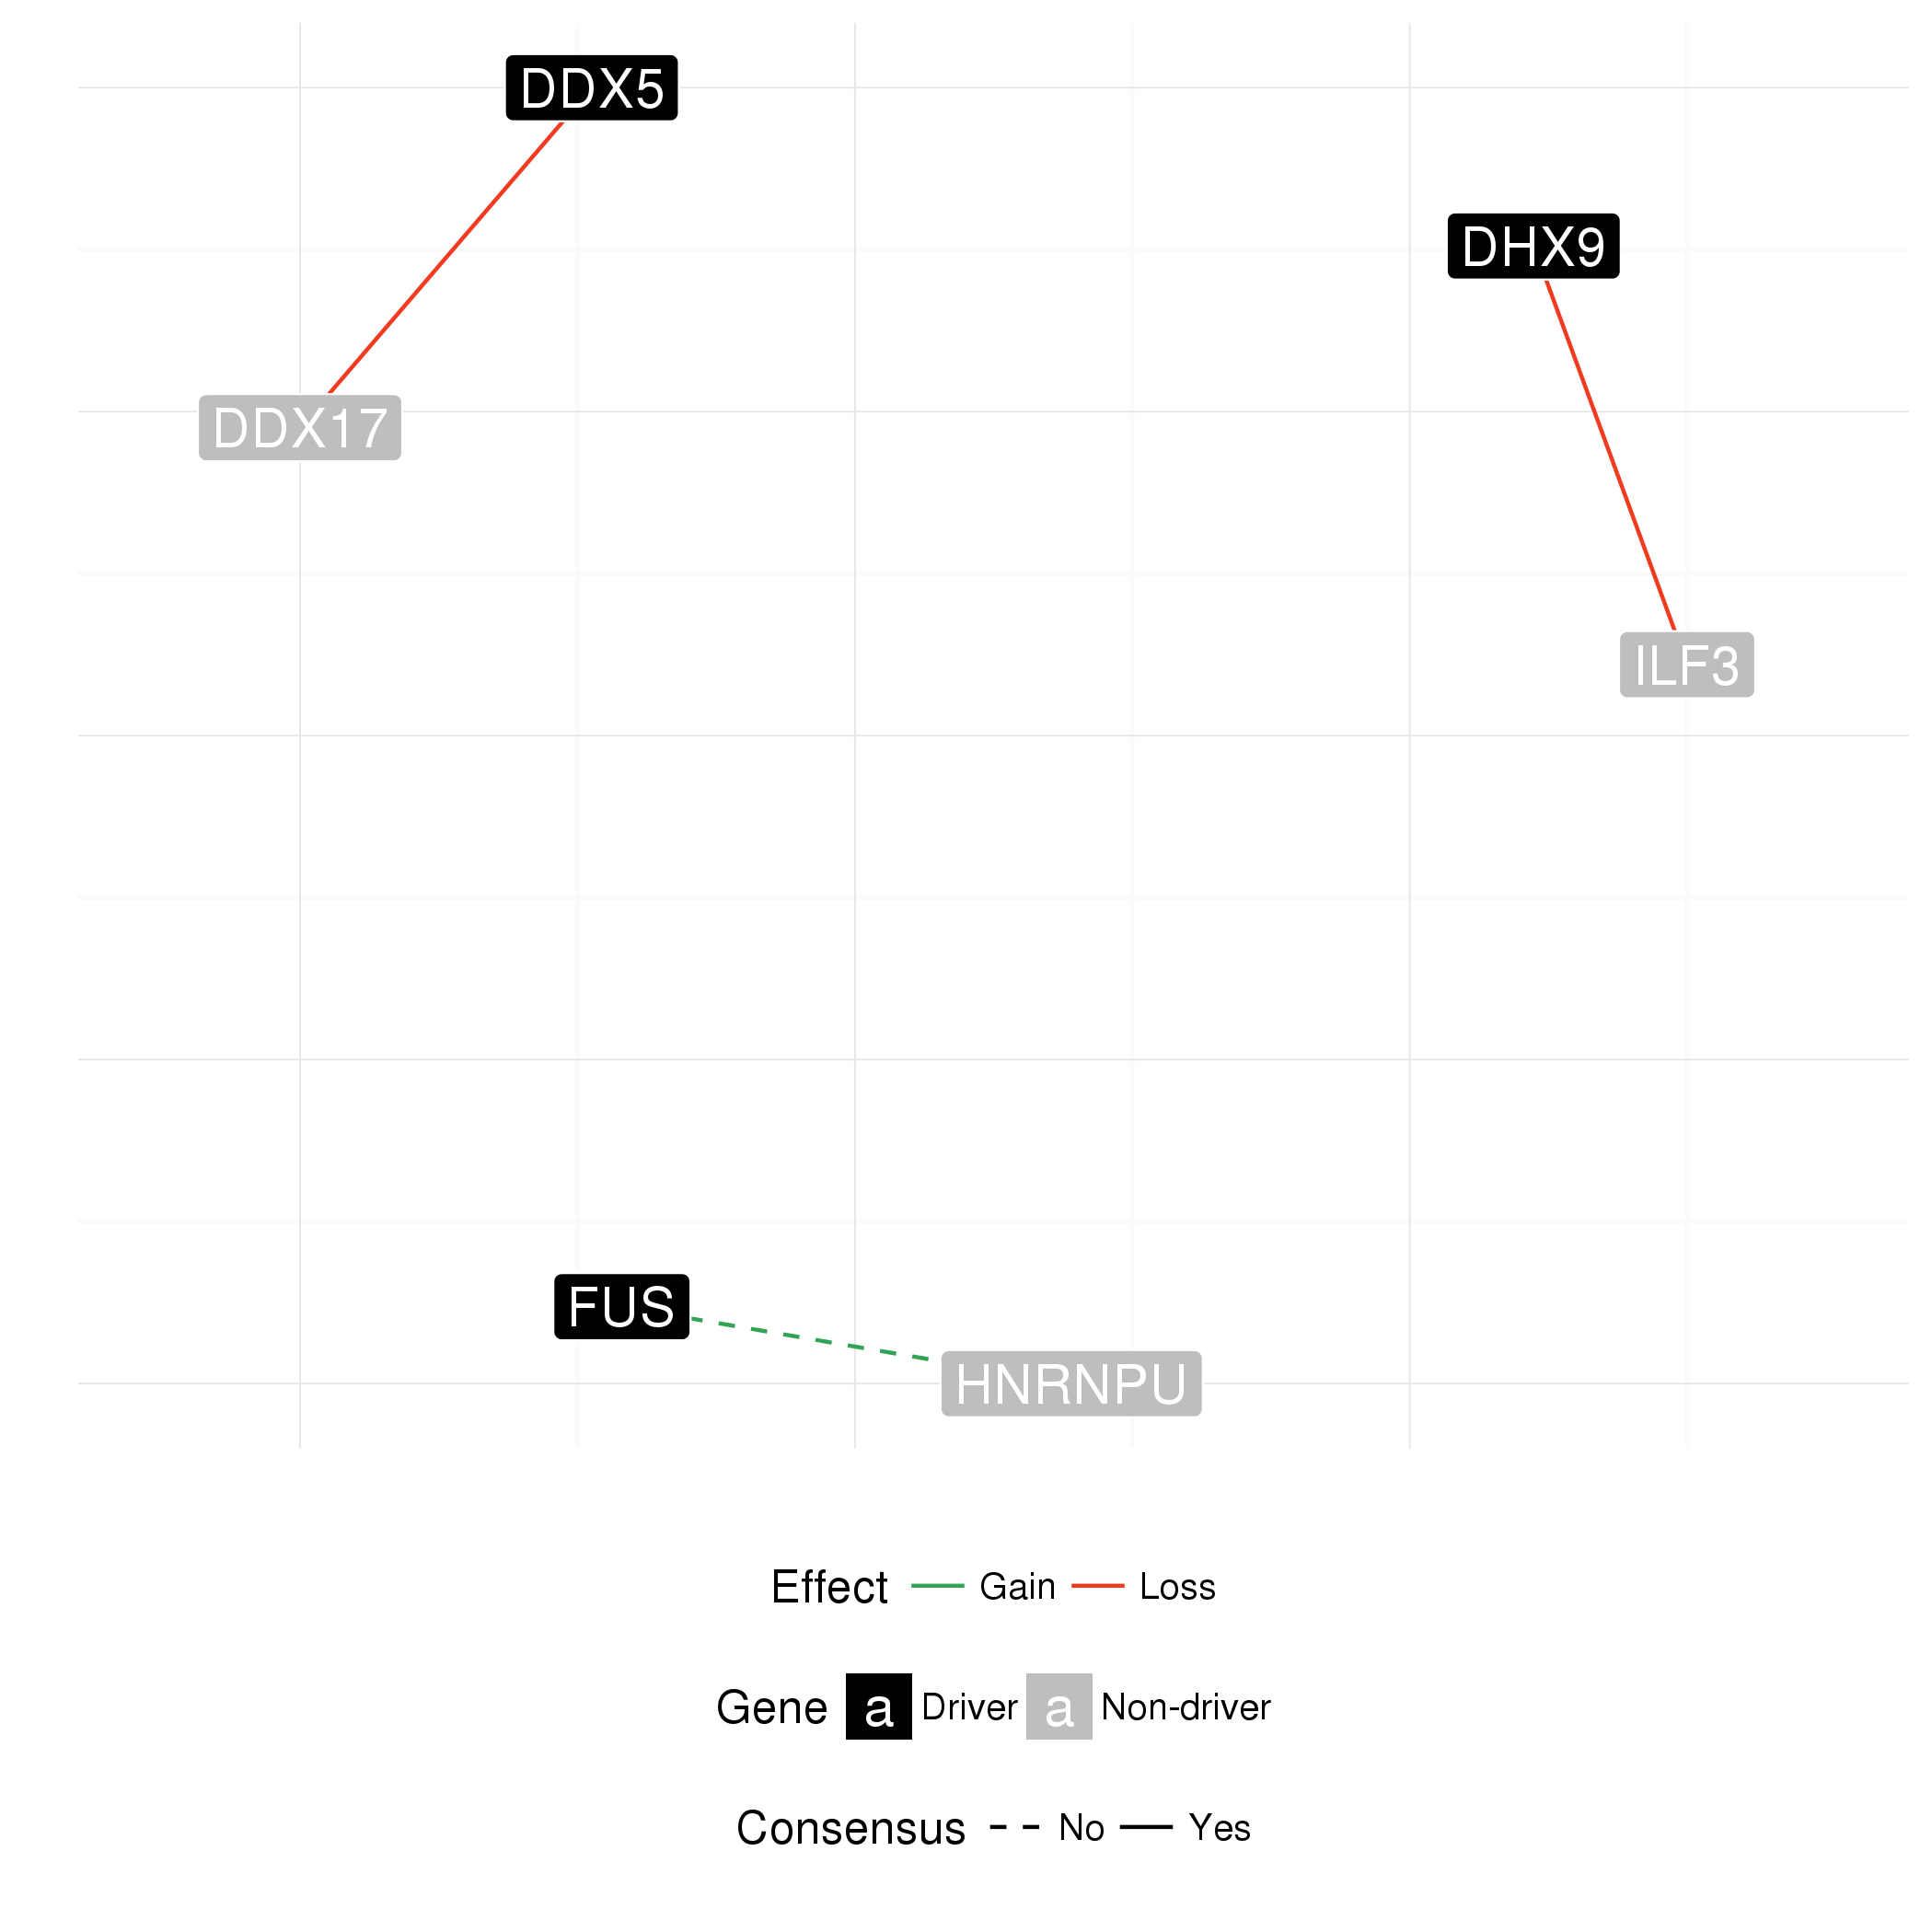 DDX5
DHX9
DDX17
ILF3
FUS
HNRNPU
Effect Gain Loss
Gene a Driver a Non-driver
Consensus No Yes